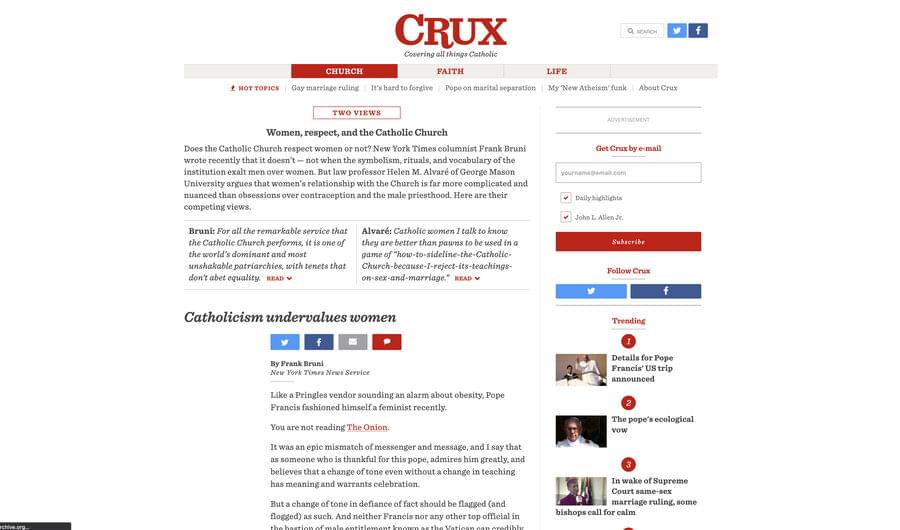 CRUX
Covering all things Catholic
SEARCH
CHURCH
FAITH
LIFE
HOT TOPICS
Gay marriage ruling
It's hard to forgive
Pope on marital separation
My 'New Atheism' funk
About Crux
TWO VIEWS
Women, respect, and the Catholic Church
Does the Catholic Church respect women or not? New York Times columnist Frank Bruni
wrote recently that it doesn't — not when the symbolism, rituals, and vocabulary of the
institution exalt men over women. But law professor Helen M. Alvaré of George Mason
University argues that women's relationship with the Church is far more complicated and
nuanced than obsessions over contraception and the male priesthood. Here are their
competing views.
Bruni: For all the remarkable service that
the Catholic Church performs, it is one of
the world's dominant and most
unshakable patriarchies, with tenets that
don't abet equality. READ
Alvaré: Catholic women I talk to know
they are better than pawns to be used in a
game of "how-to-sideline-the-Catholic-
Church-because-I-reject-its-teachings-
on-sex-and-marriage." READ
Catholicism undervalues women
By Frank Bruni
New York Times News Service
Like a Pringles vendor sounding an alarm about obesity, Pope
Francis fashioned himself a feminist recently.
You are not reading The Onion.
It was an epic mismatch of messenger and message, and I say that
as someone who is thankful for this pope, admires him greatly, and
believes that a change of tone even without a change in teaching
has meaning and warrants celebration.
But a change of tone in defiance of fact should be flagged (and
flogged) as such. And neither Francis nor any other top official in
the bastion of male entitlement known as the Vatican can credibly
ADVERTISEMENT
Get Crux by e-mail
yourname@email.com
Daily highlights
John L. Allen Jr.
Subscribe
Follow Crux
Trending
1
Details for Pope
Francis' US trip
announced
2
The pope's ecological
vow
3
In wake of Supreme
Court same-sex
marriage ruling, some
bishops call for calm
rchive.org...